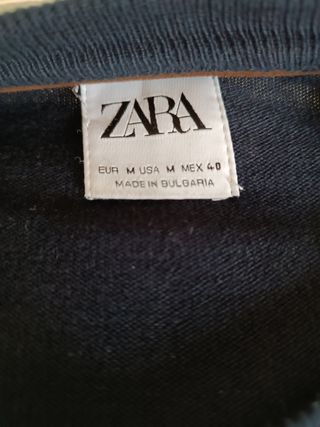 ZARA
EUR M USA M MEX 40
MADE IN BULGARIA